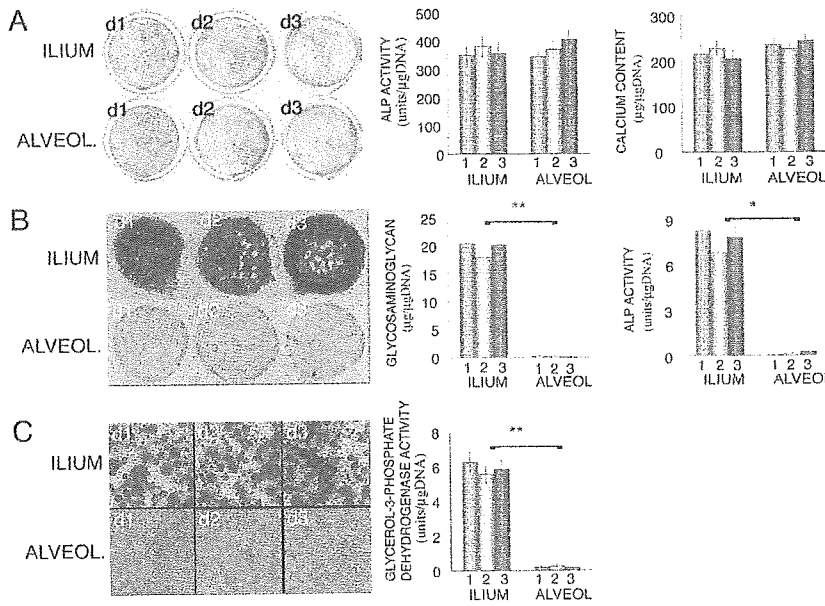 A
ILIUM
d1 d2 d3
ALVEOL.
d1 d2 d3
ALP ACTIVITY
(units/µgDNA)
500
400
300
200
100
0
1 2 3 1 2 3
ILIUM ALVEOL
CALCIUM CONTENT
(µg/µgDNA)
300
200
100
0
1 2 3 1 2 3
ILIUM ALVEOL
B
ILIUM
d1 d2 d3
ALVEOL.
GLYCOSAMINOGLYCAN
(µg/µgDNA)
25
20
15
10
5
0
**
1 2 3 1 2 3
ILIUM ALVEOL
ALP ACTIVITY
(units/µgDNA)
9
6
3
0
*
1 2 3 1 2 3
ILIUM ALVEOL
C
ILIUM
d1 d2 d3
ALVEOL.
d1 d2 d3
GLYCEROL-3-PHOSPHATE
DEHYDROGENASE ACTIVITY
(units/µgDNA)
8
6
4
2
0
**
1 2 3 1 2 3
ILIUM ALVEOL